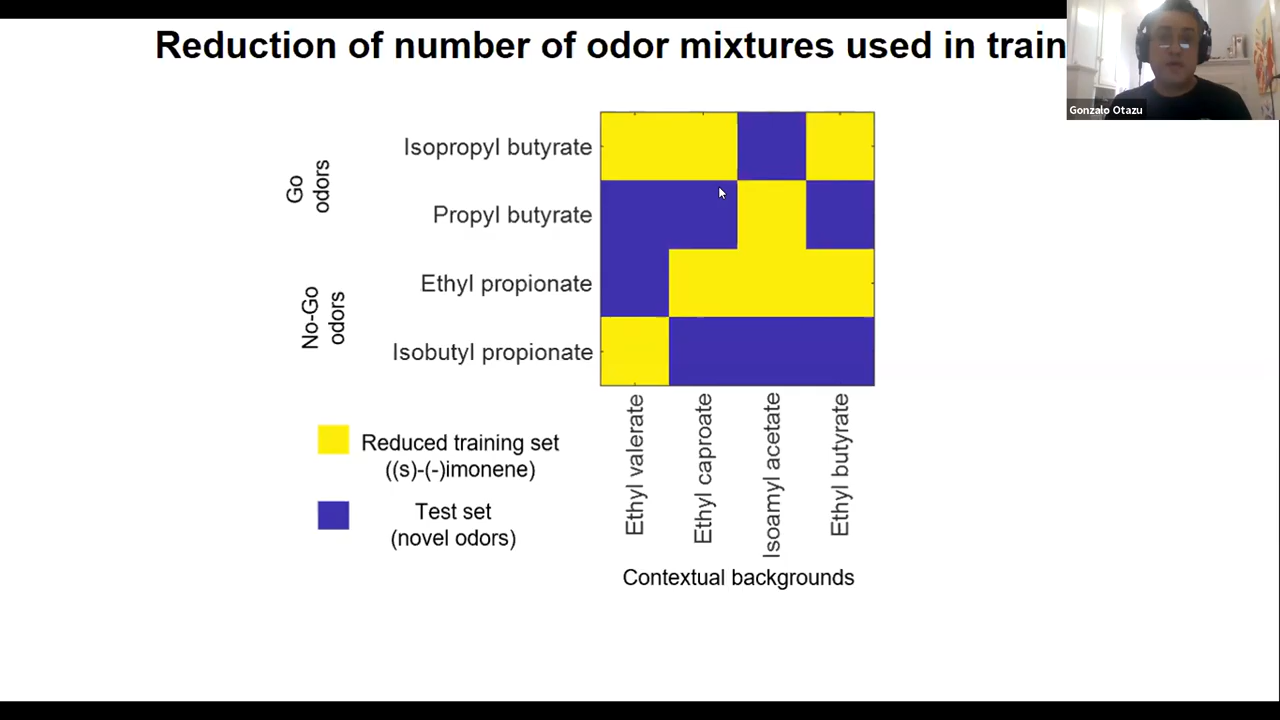 Reduction of number of odor mixtures used in train
Gonzalo Otazu
Go
odors
No-Go
odors
Isopropyl butyrate
Propyl butyrate
Ethyl propionate
Isobutyl propionate
Ethyl valerate
Ethyl caproate
Isoamyl acetate
Ethyl butyrate
Contextual backgrounds
Reduced training set
((s)-(-)imonene)
Test set
(novel odors)